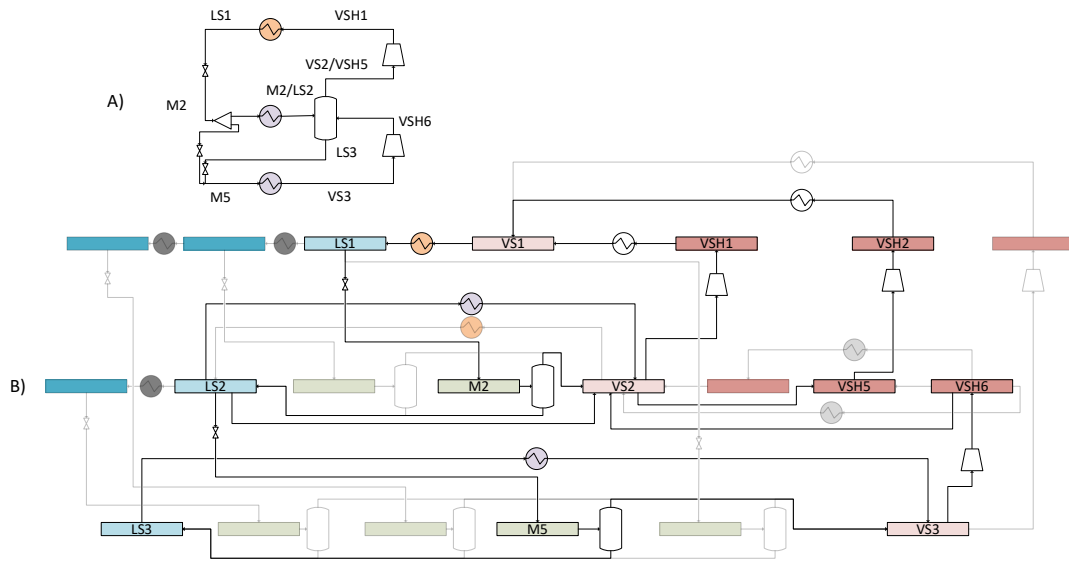 LS1 VSH1
VS2/VSH5
A) M2 M2/LS2
VSH6
LS3
M5 VS3
LS1 VS1 VSH1 VSH2
B) LS2 M2 VS2 VSH5 VSH6
LS3 M5 VS3